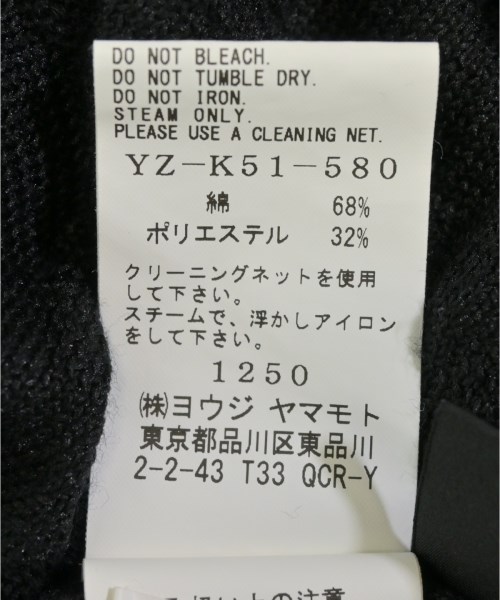 DO NOT BLEACH.
DO NOT TUMBLE DRY.
DO NOT IRON.
STEAM ONLY.
PLEASE USE A CLEANING NET.
YZ-K51-580
綿 68%
ポリエステル 32%
クリーニングネットを使用
して下さい。
スチームで、浮かしアイロン
をして下さい。
1250
㈱ヨウジ ヤマモト
東京都品川区東品川
2-2-43 T33 QCR-Y
の注意